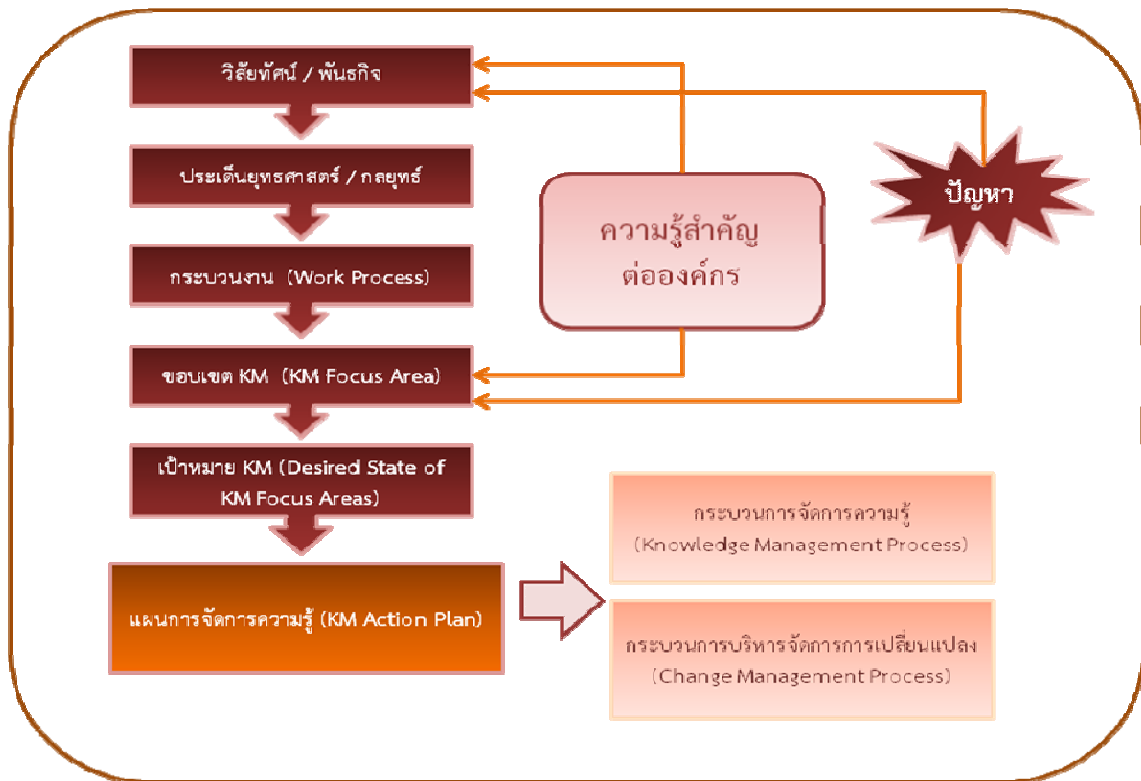 วิสัยทัศน์ / พันธกิจ
ประเด็นยุทธศาสตร์ / กลยุทธ์
กระบวนงาน (Work Process)
ขอบเขต KM (KM Focus Area)
เป้าหมาย KM (Desired State of
KM Focus Areas)
แผนการจัดการความรู้ (KM Action Plan)
ความรู้สำคัญ
ต่อองค์กร
ปัญหา
กระบวนการจัดการความรู้
(Knowledge Management Process)
กระบวนการบริหารจัดการการเปลี่ยนแปลง
(Change Management Process)